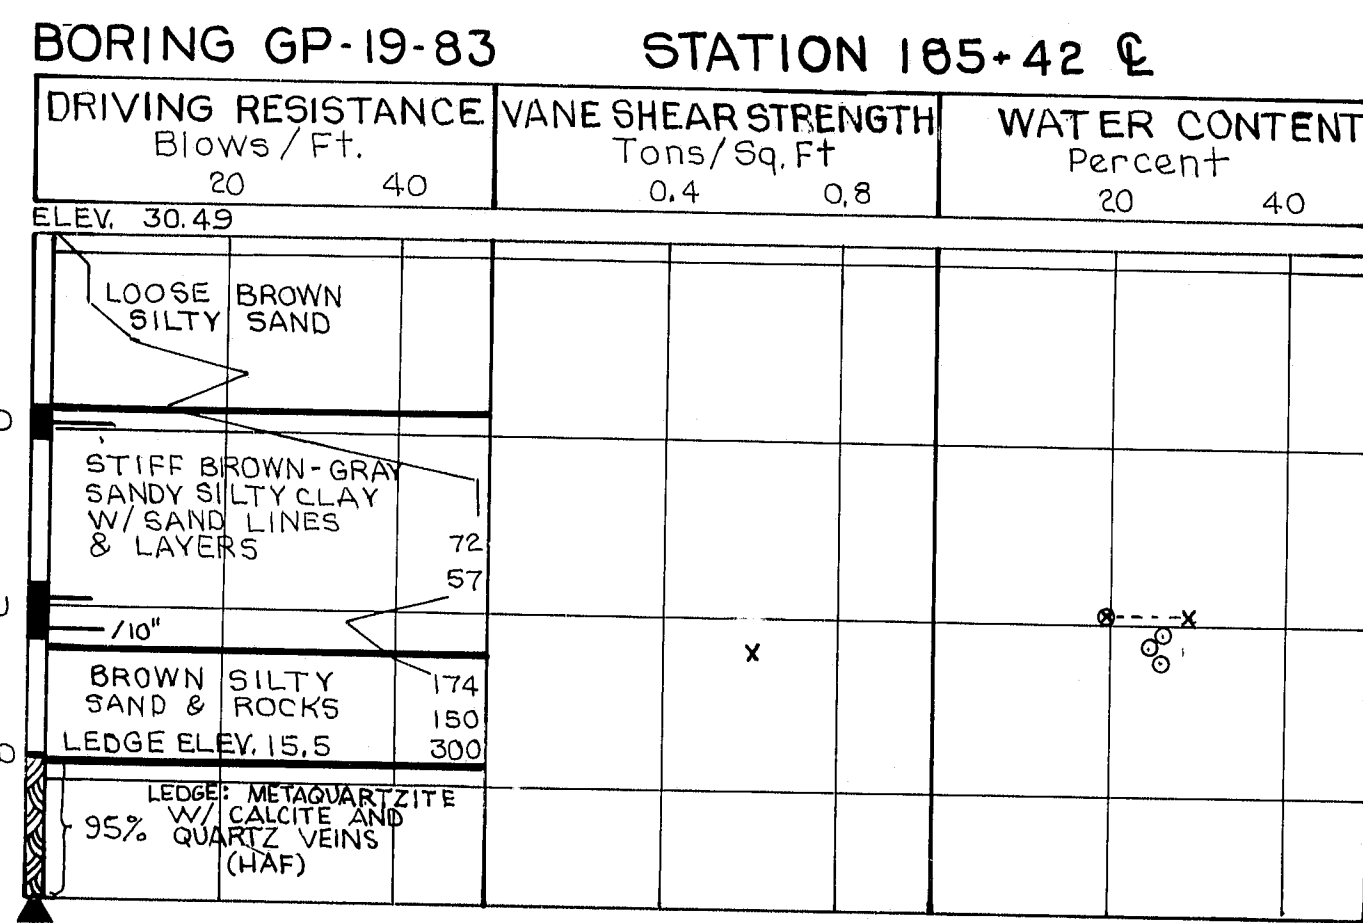 BORING GP-19-83 STATION 185+42 ℄
DRIVING RESISTANCE VANE SHEAR STRENGTH WATER CONTENT
Blows/Ft. Tons/Sq. Ft Percent
20 40 0.4 0.8 20 40
ELEV. 30.49
LOOSE BROWN
SILTY SAND
STIFF BROWN-GRAY
SANDY SILTY CLAY
W/ SAND LINES
& LAYERS
72
57
/10"
BROWN SILTY
SAND & ROCKS
174
150
LEDGE ELEV. 15.5 300
LEDGE: METAQUARTZITE
W/ CALCITE AND
95% QUARTZ VEINS
(HAF)